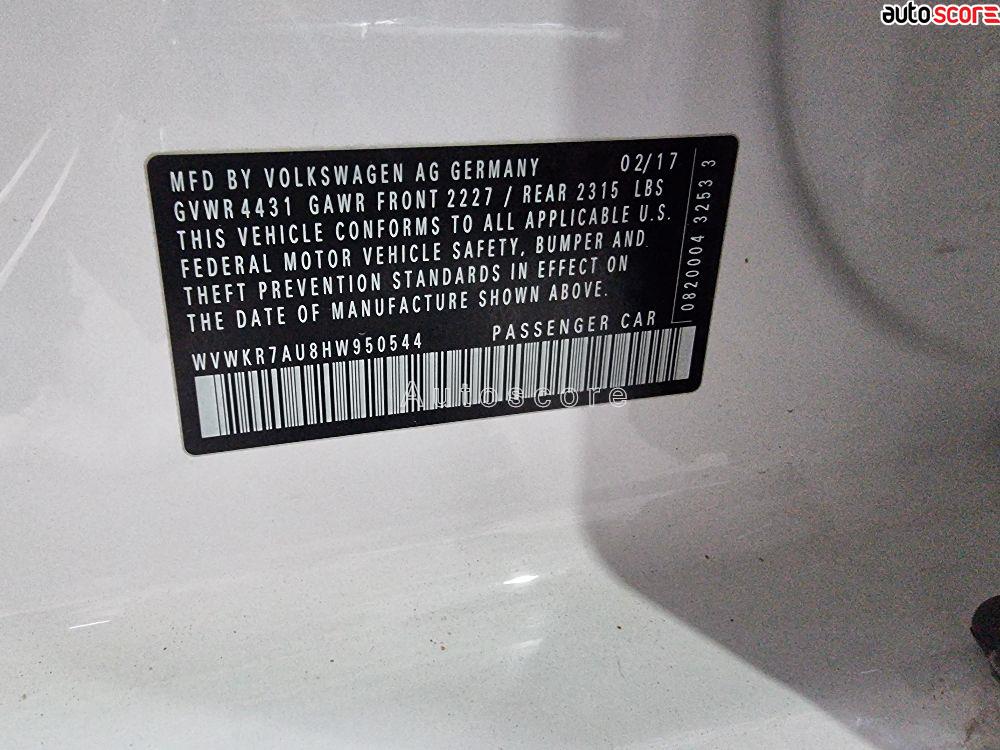 autoscore
MFD BY VOLKSWAGEN AG GERMANY 02/17
GVWR 4431 GAWR FRONT 2227 / REAR 2315 LBS
THIS VEHICLE CONFORMS TO ALL APPLICABLE U.S.
FEDERAL MOTOR VEHICLE SAFETY, BUMPER AND
THEFT PREVENTION STANDARDS IN EFFECT ON
THE DATE OF MANUFACTURE SHOWN ABOVE.
WVWKR7AU8HW950544 PASSENGER CAR
0820004 3253 3
Autoscore